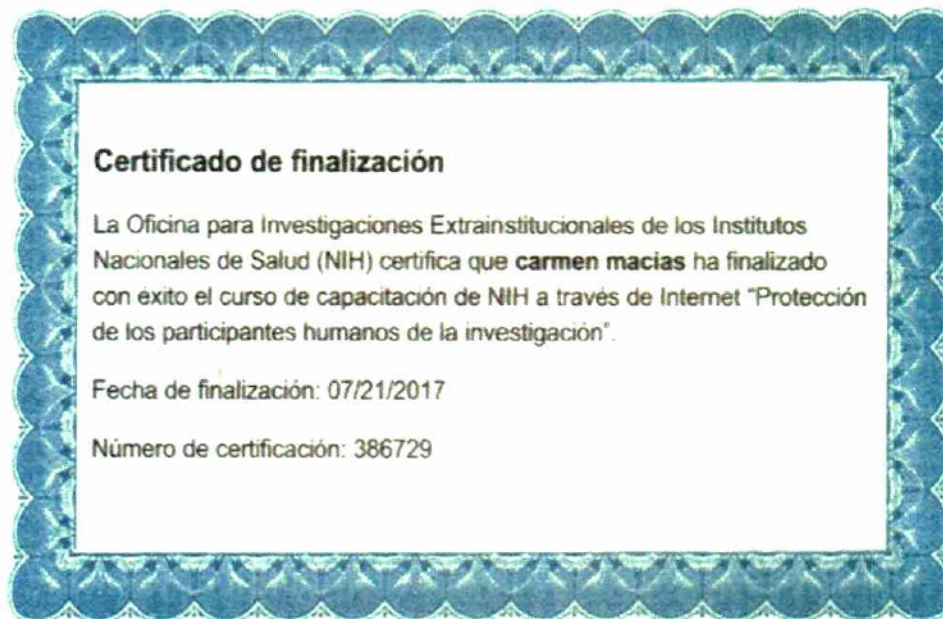 Certificado de finalización
La Oficina para Investigaciones Extrainstitucionales de los Institutos
Nacionales de Salud (NIH) certifica que carmen macias ha finalizado
con éxito el curso de capacitación de NIH a través de Internet “Protección
de los participantes humanos de la investigación”.
Fecha de finalización: 07/21/2017
Número de certificación: 386729